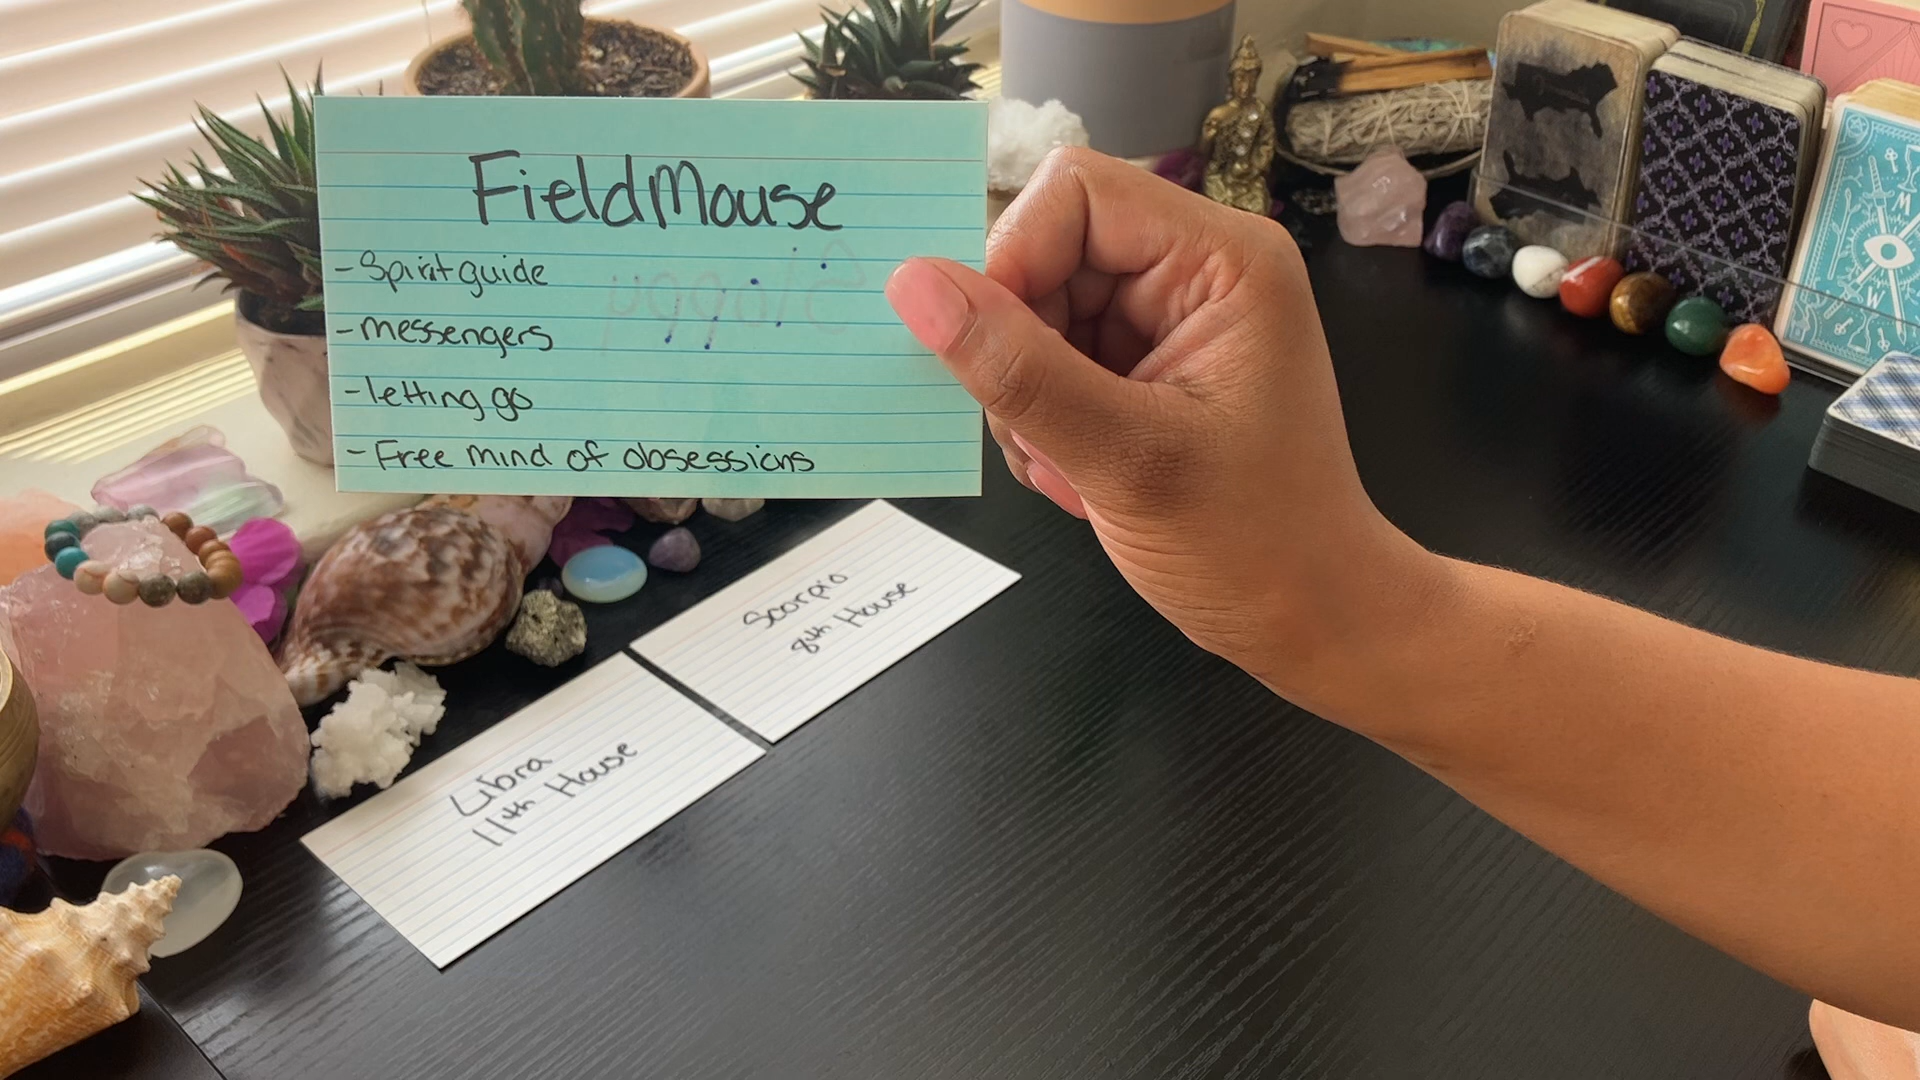 FieldMouse
- Spirit guide
- messengers
- letting go
- Free mind of obsessions
Scorpio
8th House
Libra
11th House